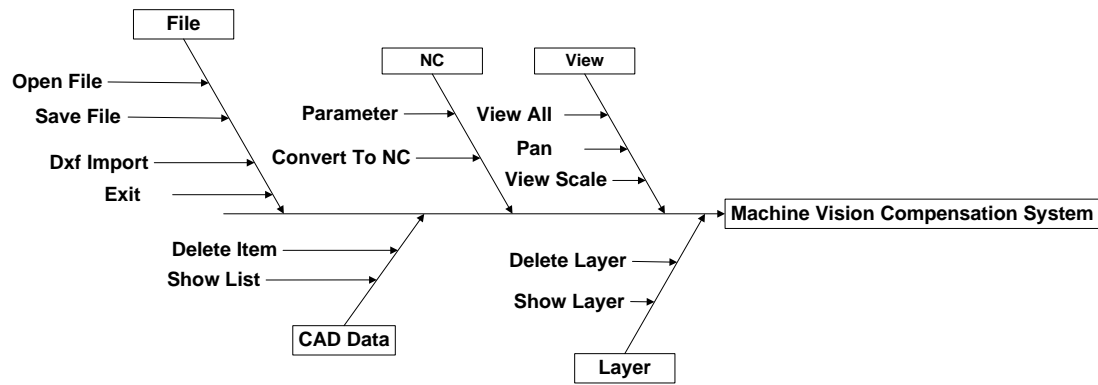 File
NC
View
Open File
Save File
Dxf Import
Exit
Parameter
Convert To NC
View All
Pan
View Scale
Machine Vision Compensation System
Delete Item
Show List
CAD Data
Delete Layer
Show Layer
Layer